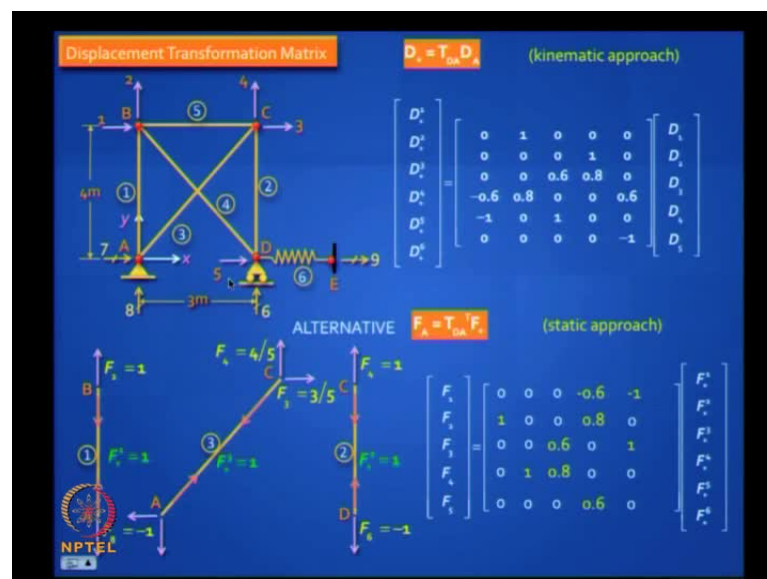 Displacement Transformation Matrix
D* = T_DA D_A (kinematic approach)
2 4
B 5 C
1 3
4m 1 2
y 3 4
7 A x D 9
5 6 E
8 3m 6
D*¹ 0 1 0 0 0 D₁
D*² 0 0 0 1 0 D₂
D*³ = 0 0 0.6 0.8 0 D₃
D*⁴ -0.6 0.8 0 0 0.6 D₄
D*⁵ -1 0 1 0 0 D₅
D*⁶ 0 0 0 0 -1
ALTERNATIVE F_A = T_DAᵀ F* (static approach)
F₂ = 1 F₄ = 4/5 F₄ = 1
B C C
F₃ = 3/5
1 F*¹ = 1 3 F*³ = 1 2
A D
= -1 F₆ = -1
F₁ 0 0 0 -0.6 -1 F*¹
F₂ 1 0 0 0.8 0 F*²
F₃ = 0 0 0.6 0 1 F*³
F₄ 0 1 0.8 0 0 F*⁴
F₅ 0 0 0 0.6 0 F*⁵
F*⁶
NPTEL